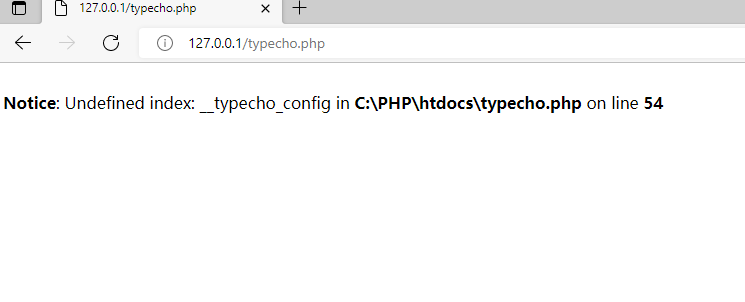 127.0.0.1/typecho.php
127.0.0.1/typecho.php
Notice: Undefined index: __typecho_config in C:\PHP\htdocs\typecho.php on line 54